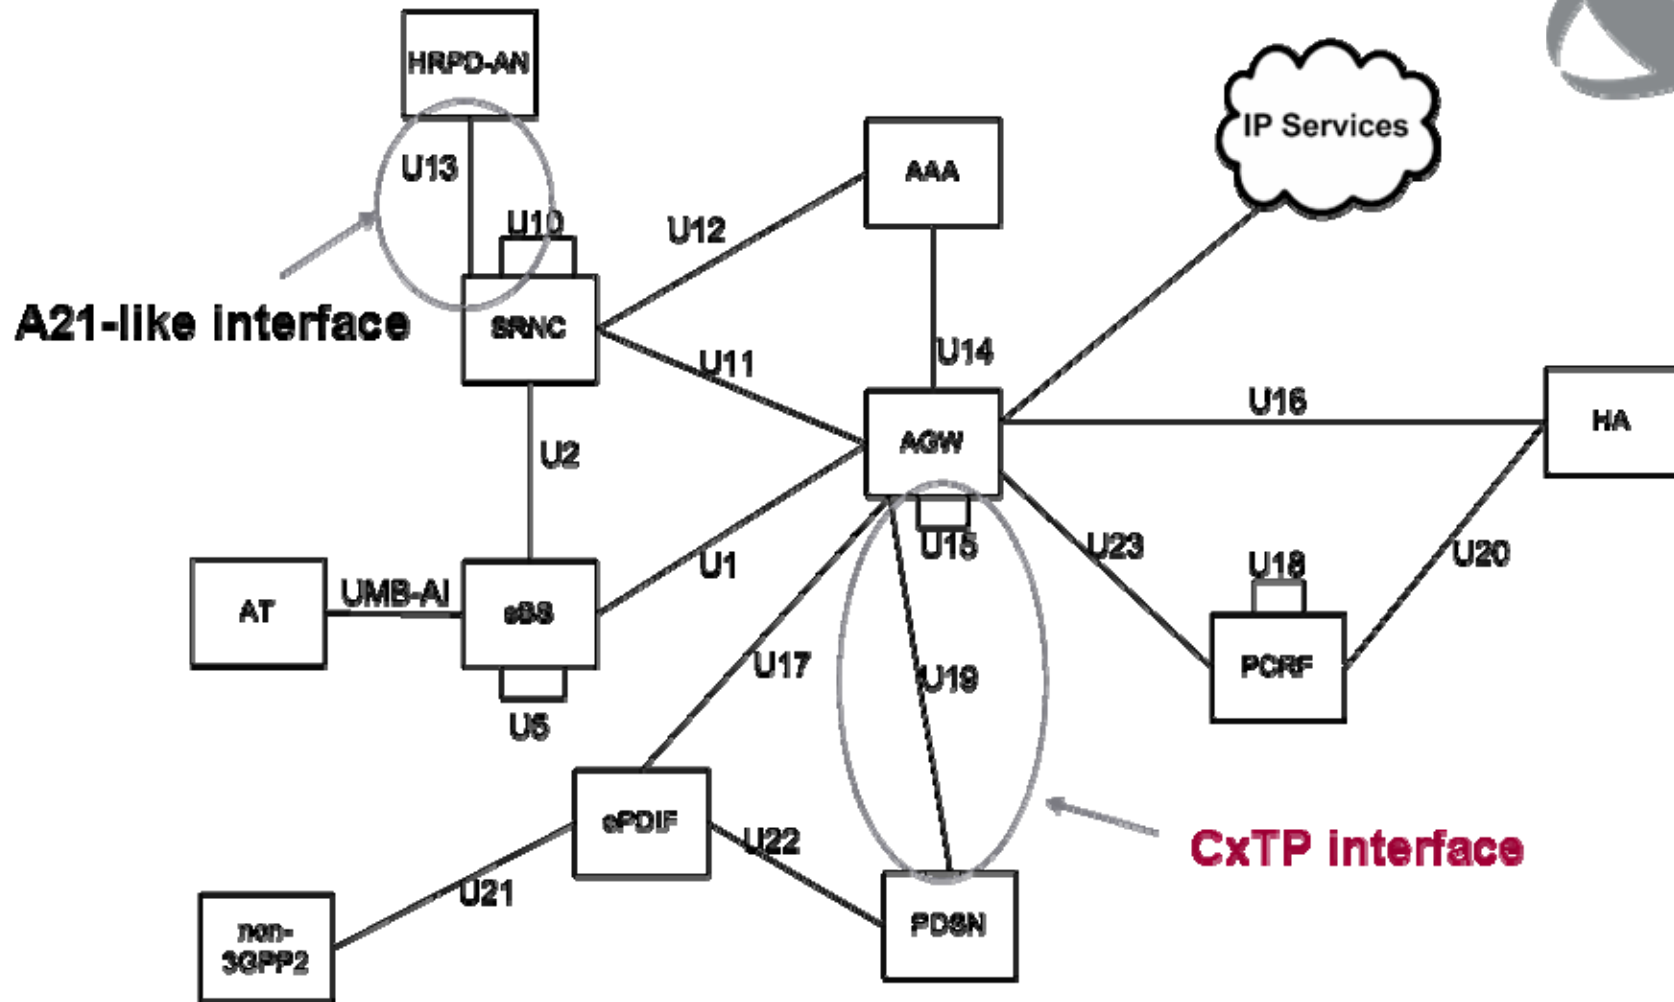 HRPD-AN
U13
U10
A21-like interface
SRNC
U12
AAA
IP Services
U11
U14
U2
AGW
U16
HA
U15
U1
U23
U20
U18
AT
UMB-AI
eBS
U5
U17
U19
PCRF
ePDIF
U22
CxTP interface
U21
PDSN
non-
3GPP2